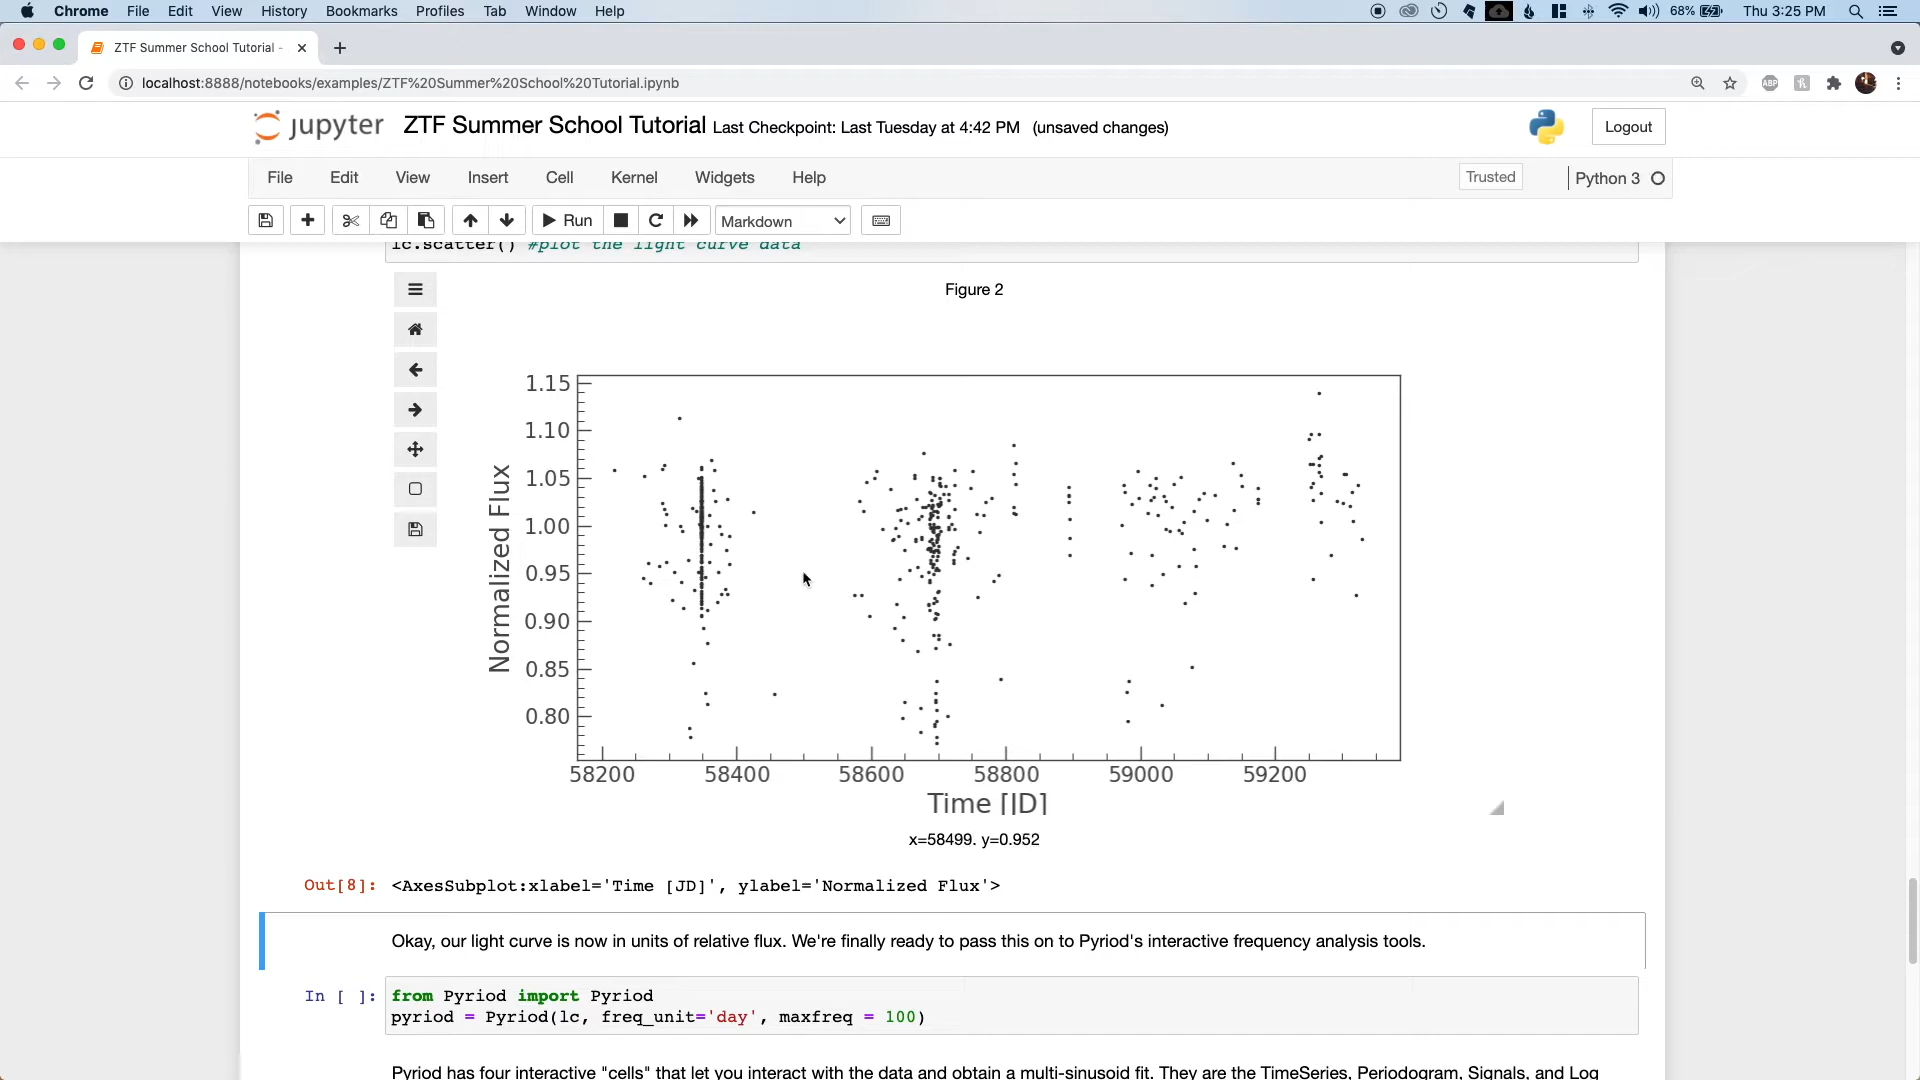 Chrome File Edit View History Bookmarks Profiles Tab Window Help 68% Thu 3:25 PM
ZTF Summer School Tutorial -
localhost:8888/notebooks/examples/ZTF%20Summer%20School%20Tutorial.ipynb ABP
jupyter ZTF Summer School Tutorial Last Checkpoint: Last Tuesday at 4:42 PM (unsaved changes) Logout
File Edit View Insert Cell Kernel Widgets Help Trusted Python 3
Run Markdown
lc.scatter() #plot the light curve data
Figure 2
1.15
1.10
1.05
1.00
0.95
0.90
0.85
0.80
Normalized Flux
58200 58400 58600 58800 59000 59200
Time [JD]
x=58499. y=0.952
Out[8]: <AxesSubplot:xlabel='Time [JD]', ylabel='Normalized Flux'>
Okay, our light curve is now in units of relative flux. We're finally ready to pass this on to Pyriod's interactive frequency analysis tools.
In [ ]: from Pyriod import Pyriod
pyriod = Pyriod(lc, freq_unit='day', maxfreq = 100)
Pyriod has four interactive "cells" that let you interact with the data and obtain a multi-sinusoid fit. They are the TimeSeries, Periodogram, Signals, and Log